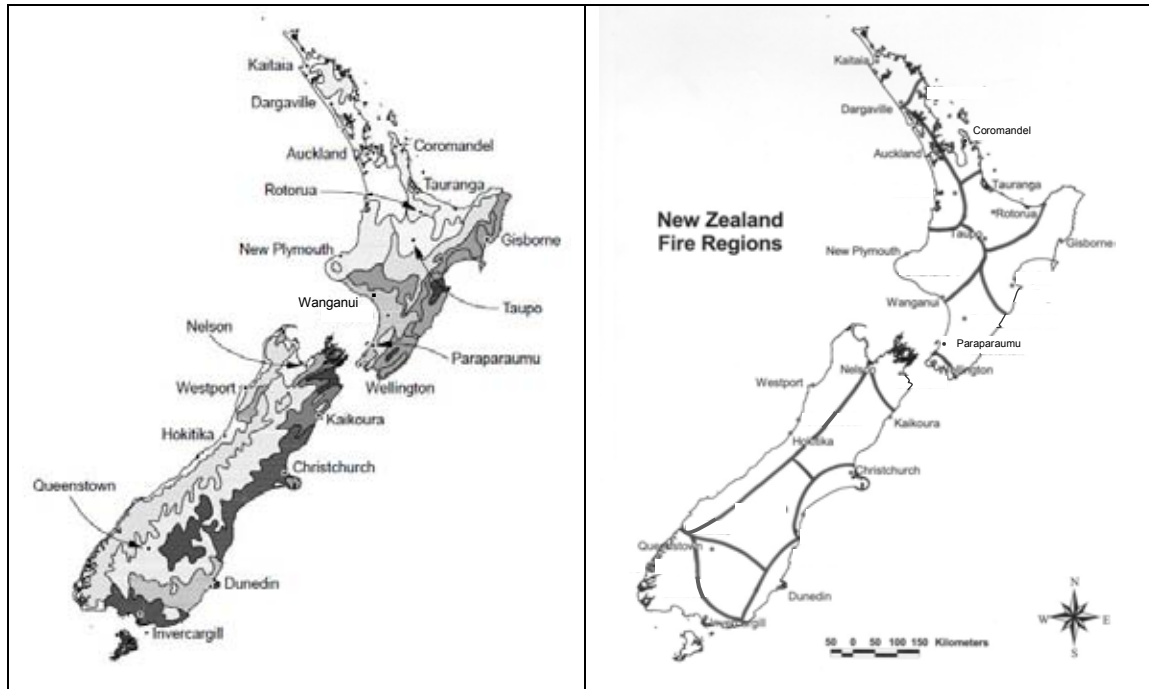 Kaitaia
Dargaville
Auckland
Coromandel
Rotorua
Tauranga
New Plymouth
Gisborne
Wanganui
Taupo
Nelson
Paraparaumu
Westport
Wellington
Kaikoura
Hokitika
Christchurch
Queenstown
Dunedin
Invercargill
Kaitaia
Dargaville
Coromandel
Auckland
Tauranga
Rotorua
New Zealand
Fire Regions
Taupo
Gisborne
New Plymouth
Wanganui
Paraparaumu
Nelson
Wellington
Westport
Kaikoura
Hokitika
Christchurch
Queenstown
Dunedin
Invercargill
N
W E
S
50 0 50 100 150 Kilometers